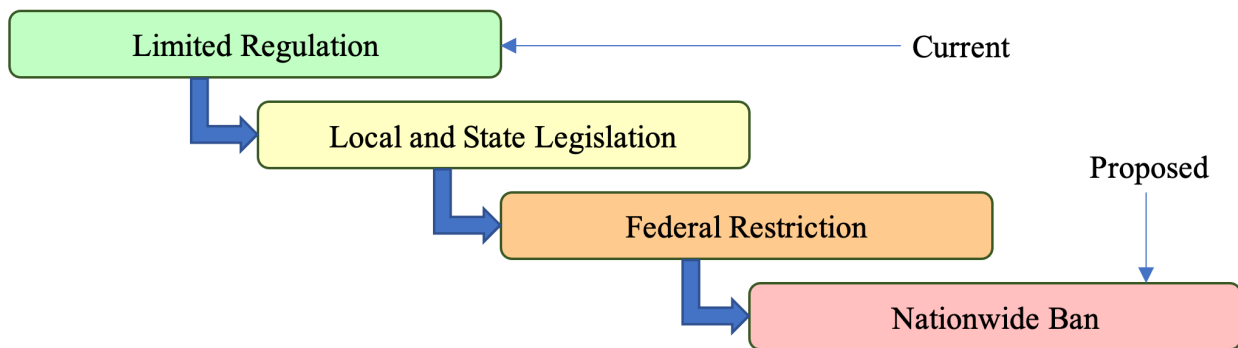 Limited Regulation
Current
Local and State Legislation
Proposed
Federal Restriction
Nationwide Ban